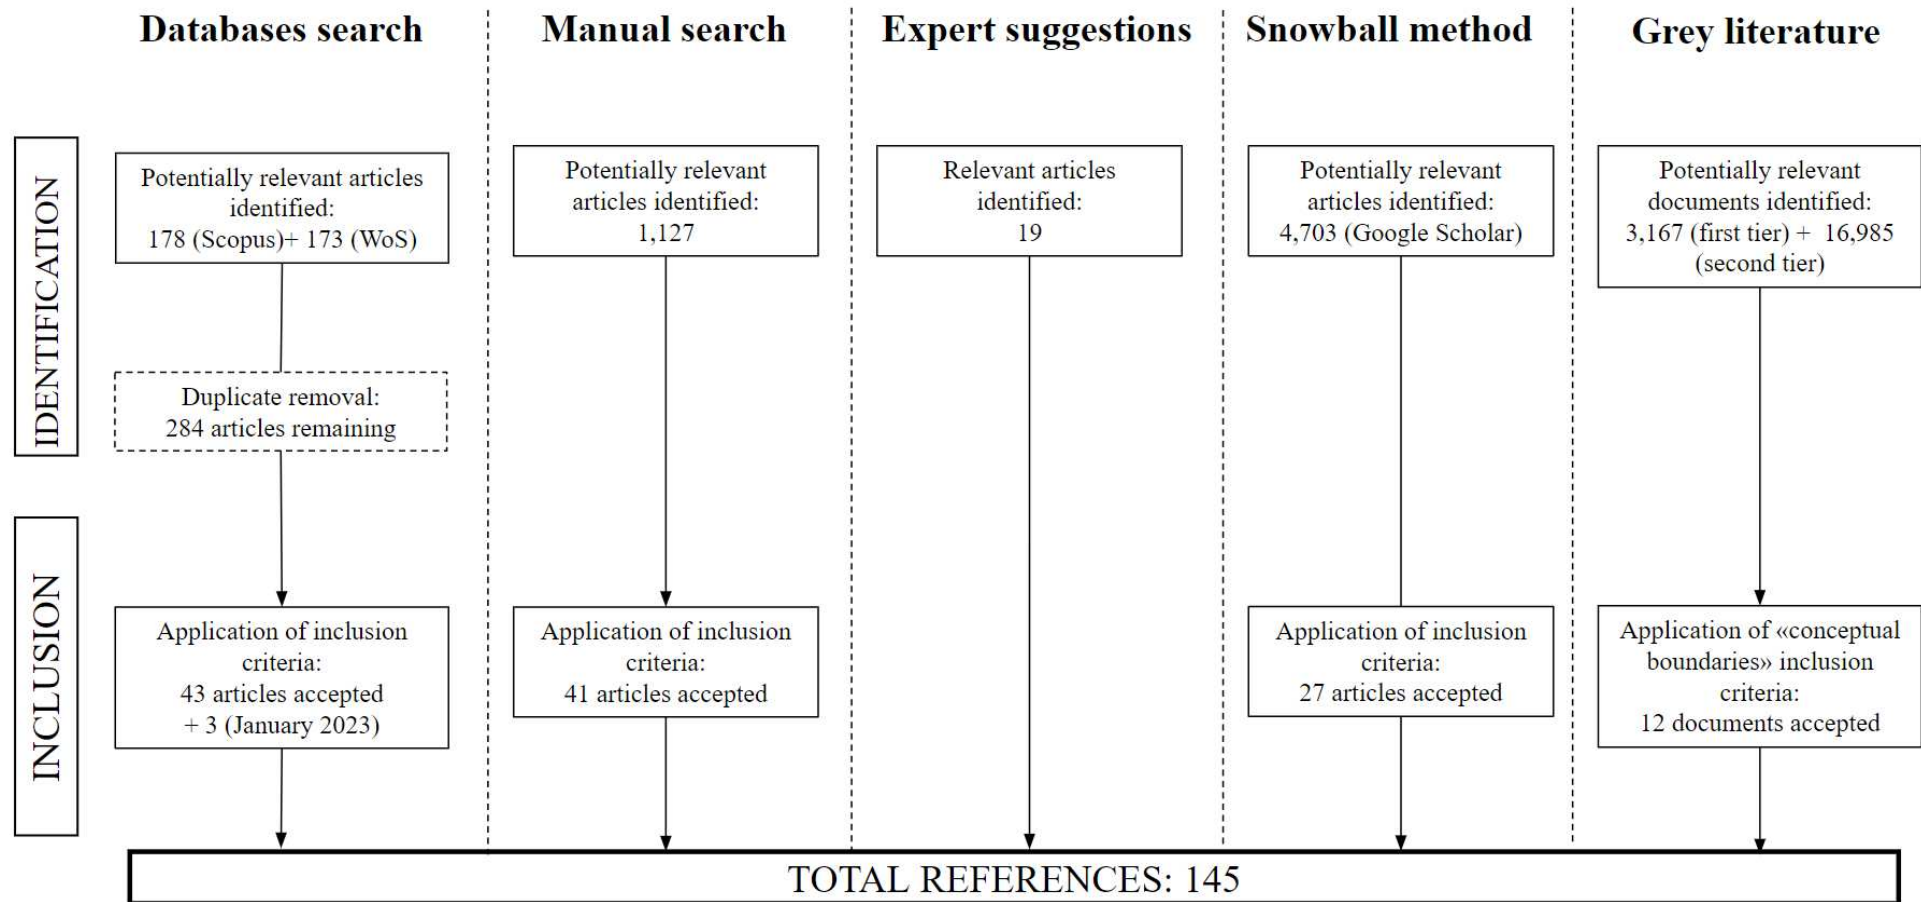 Databases search
Manual search
Expert suggestions
Snowball method
Grey literature
IDENTIFICATION
Potentially relevant articles
identified:
178 (Scopus)+ 173 (WoS)
Potentially relevant
articles identified:
1,127
Relevant articles
identified:
19
Potentially relevant
articles identified:
4,703 (Google Scholar)
Potentially relevant
documents identified:
3,167 (first tier) + 16,985
(second tier)
Duplicate removal:
284 articles remaining
INCLUSION
Application of inclusion
criteria:
43 articles accepted
+ 3 (January 2023)
Application of inclusion
criteria:
41 articles accepted
Application of inclusion
criteria:
27 articles accepted
Application of «conceptual
boundaries» inclusion
criteria:
12 documents accepted
TOTAL REFERENCES: 145